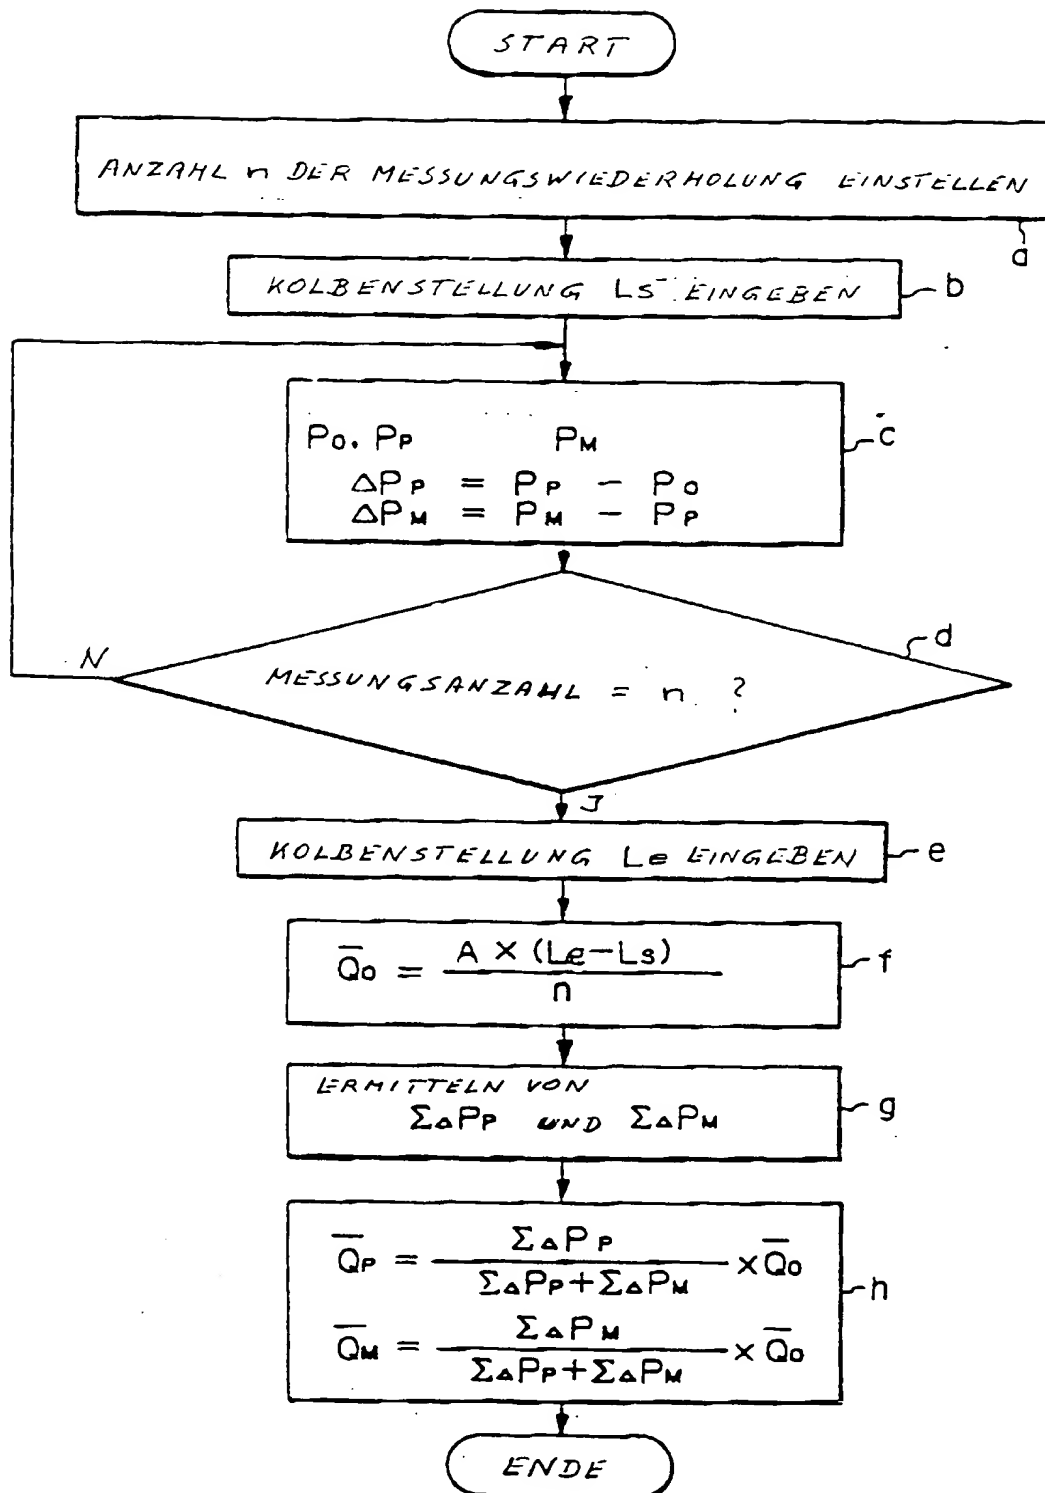 START
ANZAHL n DER MESSUNGSWIEDERHOLUNG EINSTELLEN
a
KOLBENSTELLUNG Ls EINGEBEN
b
Po. PP PM
c
ΔPP = PP - Po
ΔPM = PM - PP
d
N
MESSUNGSANZAHL = n ?
J
KOLBENSTELLUNG Le EINGEBEN
e
Q̅o = A × (Le-Ls) / n
f
ERMITTELN VON
ΣΔPP UND ΣΔPM
g
Q̅P = ΣΔPP / ΣΔPP+ΣΔPM × Q̅o
h
Q̅M = ΣΔPM / ΣΔPP+ΣΔPM × Q̅o
ENDE